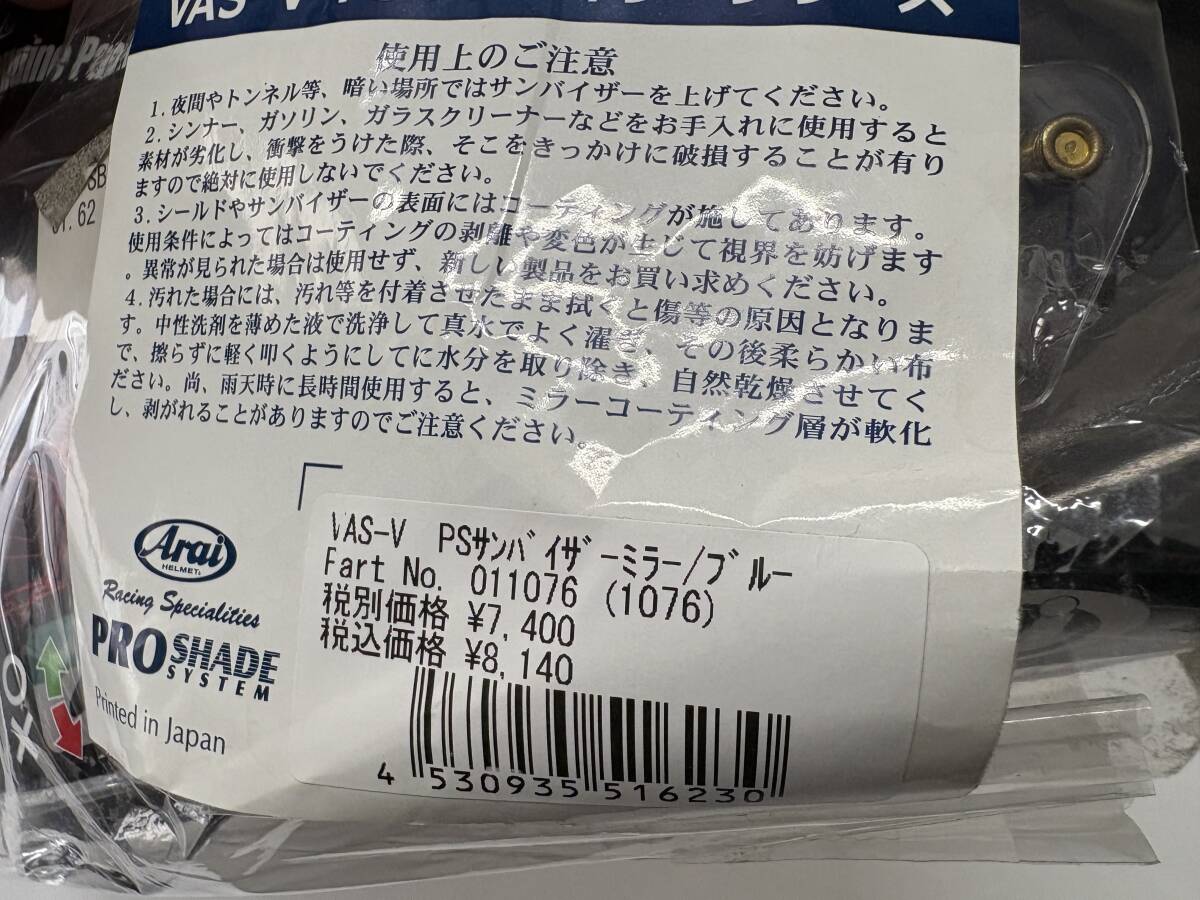 VAS-V
使用上のご注意
1.夜間やトンネル等、暗い場所ではサンバイザーを上げてください。
2.シンナー、ガソリン、ガラスクリーナーなどをお手入れに使用すると
素材が劣化し、衝撃をうけた際、そこをきっかけに破損することが有り
ますので絶対に使用しないでください。
3.シールドやサンバイザーの表面にはコーティングが施してあります。
使用条件によってはコーティングの剥離や変色が生じて視界を妨げます
。異常が見られた場合は使用せず、新しい製品をお買い求めください。
4.汚れた場合には、汚れ等を付着させたまま拭くと傷等の原因となりま
す。中性洗剤を薄めた液で洗浄して真水でよく濯ぎ、その後柔らかい布
で、擦らずに軽く叩くようにしてに水分を取り除き、自然乾燥させてく
ださい。尚、雨天時に長時間使用すると、ミラーコーティング層が軟化
し、剥がれることがありますのでご注意ください。
62
Arai
HELMET
Racing Specialities
PRO SHADE
SYSTEM
Printed in Japan
VAS-V PSサンバイザーミラー/ブルー
Part No. 011076 (1076)
税別価格 ¥7,400
税込価格 ¥8,140
4 530935 516230